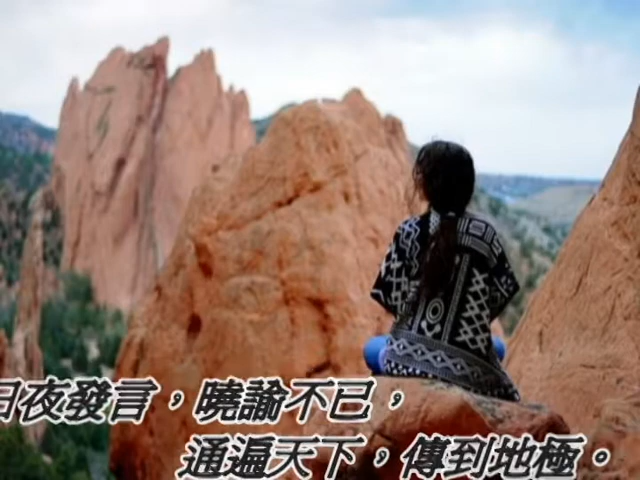 日夜發言，曉諭不已，
通遍天下，傳到地極。